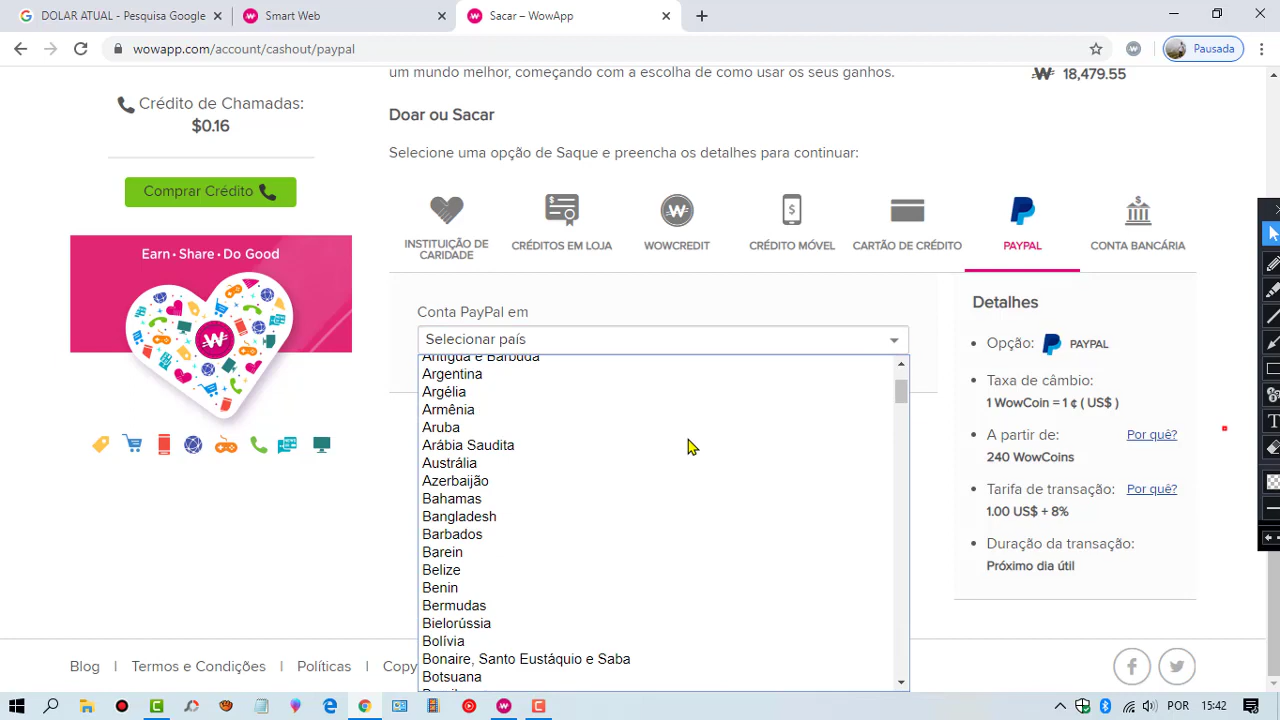 DOLAR ATUAL - Pesquisa Googl
Smart Web
Sacar – WowApp
wowapp.com/account/cashout/paypal
Pausada
um mundo melhor, começando com a escolha de como usar os seus ganhos.
18,479.55
Crédito de Chamadas:
$0.16
Comprar Crédito
Earn · Share · Do Good
Doar ou Sacar
Selecione uma opção de Saque e preencha os detalhes para continuar:
INSTITUIÇÃO DE CARIDADE
CRÉDITOS EM LOJA
WOWCREDIT
CRÉDITO MÓVEL
CARTÃO DE CRÉDITO
PAYPAL
CONTA BANCÁRIA
Conta PayPal em
Selecionar país
Antígua e Barbuda
Argentina
Argélia
Armênia
Aruba
Arábia Saudita
Austrália
Azerbaijão
Bahamas
Bangladesh
Barbados
Barein
Belize
Benin
Bermudas
Bielorússia
Bolívia
Bonaire, Santo Eustáquio e Saba
Botsuana
Detalhes
Opção: PAYPAL
Taxa de câmbio:
1 WowCoin = 1 ¢ ( US$ )
A partir de: Por quê?
240 WowCoins
Tarifa de transação: Por quê?
1.00 US$ + 8%
Duração da transação:
Próximo dia útil
Blog | Termos e Condições | Políticas | Copy
POR
15:42